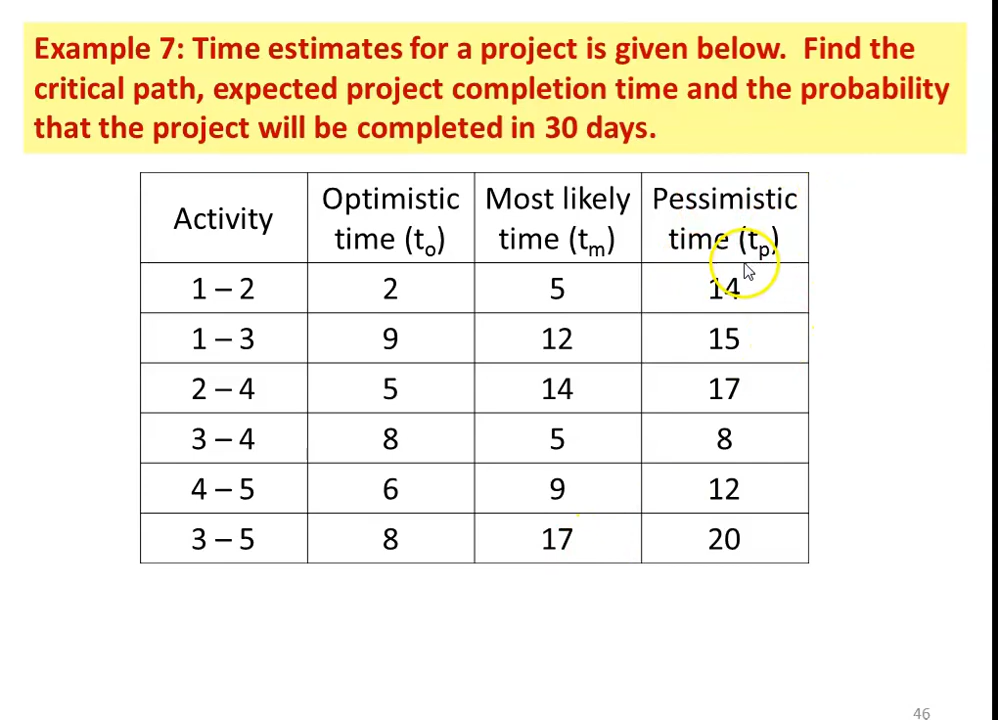 Example 7: Time estimates for a project is given below. Find the
critical path, expected project completion time and the probability
that the project will be completed in 30 days.
Activity Optimistic time (to) Most likely time (tm) Pessimistic time (tp)
1 – 2 2 5 14
1 – 3 9 12 15
2 – 4 5 14 17
3 – 4 8 5 8
4 – 5 6 9 12
3 – 5 8 17 20
46